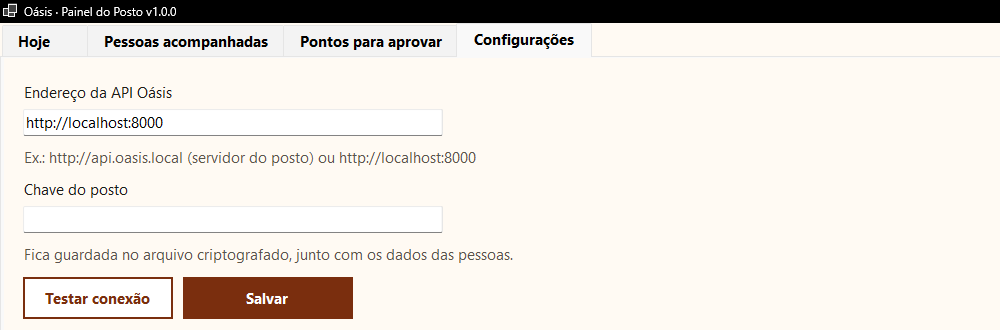 Oásis · Painel do Posto v1.0.0
Hoje Pessoas acompanhadas Pontos para aprovar Configurações
Endereço da API Oásis
http://localhost:8000
Ex.: http://api.oasis.local (servidor do posto) ou http://localhost:8000
Chave do posto
Fica guardada no arquivo criptografado, junto com os dados das pessoas.
Testar conexão Salvar